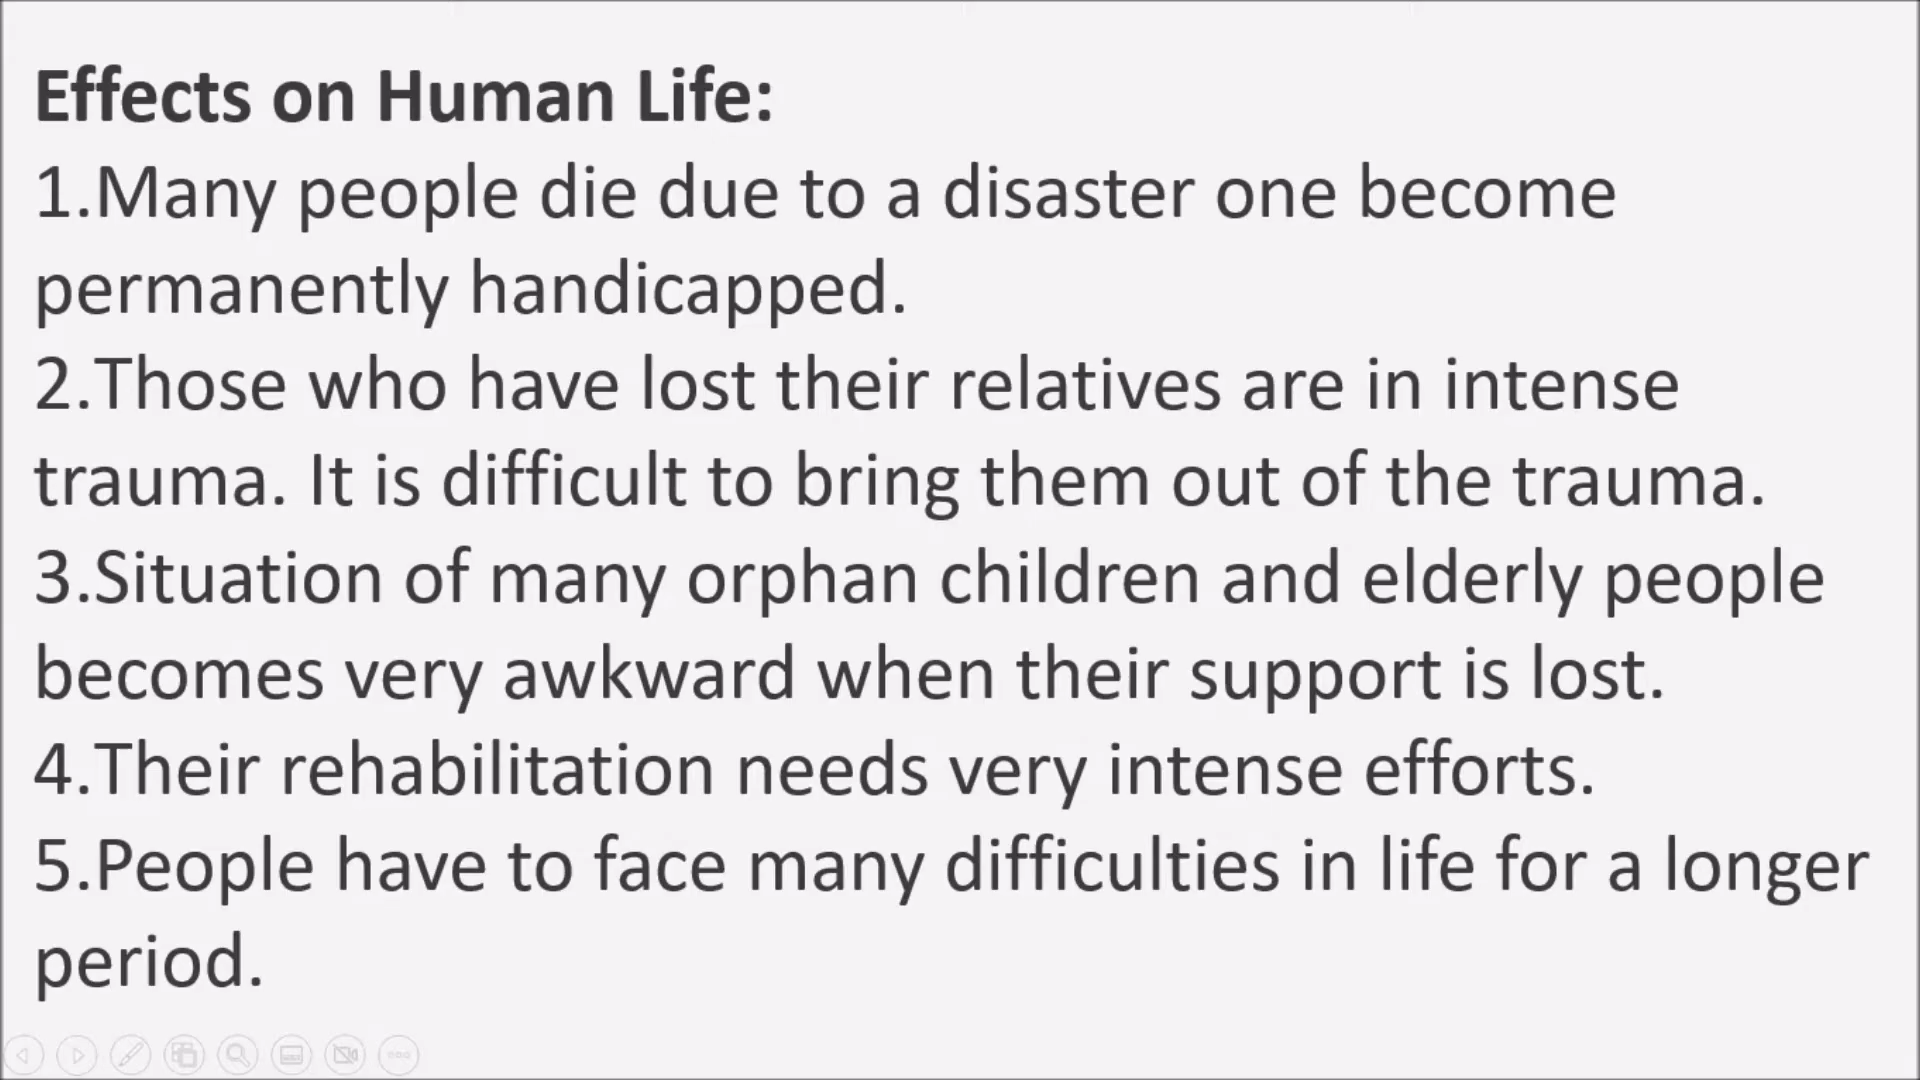 Effects on Human Life:
1.Many people die due to a disaster one become
permanently handicapped.
2.Those who have lost their relatives are in intense
trauma. It is difficult to bring them out of the trauma.
3.Situation of many orphan children and elderly people
becomes very awkward when their support is lost.
4.Their rehabilitation needs very intense efforts.
5.People have to face many difficulties in life for a longer
period.